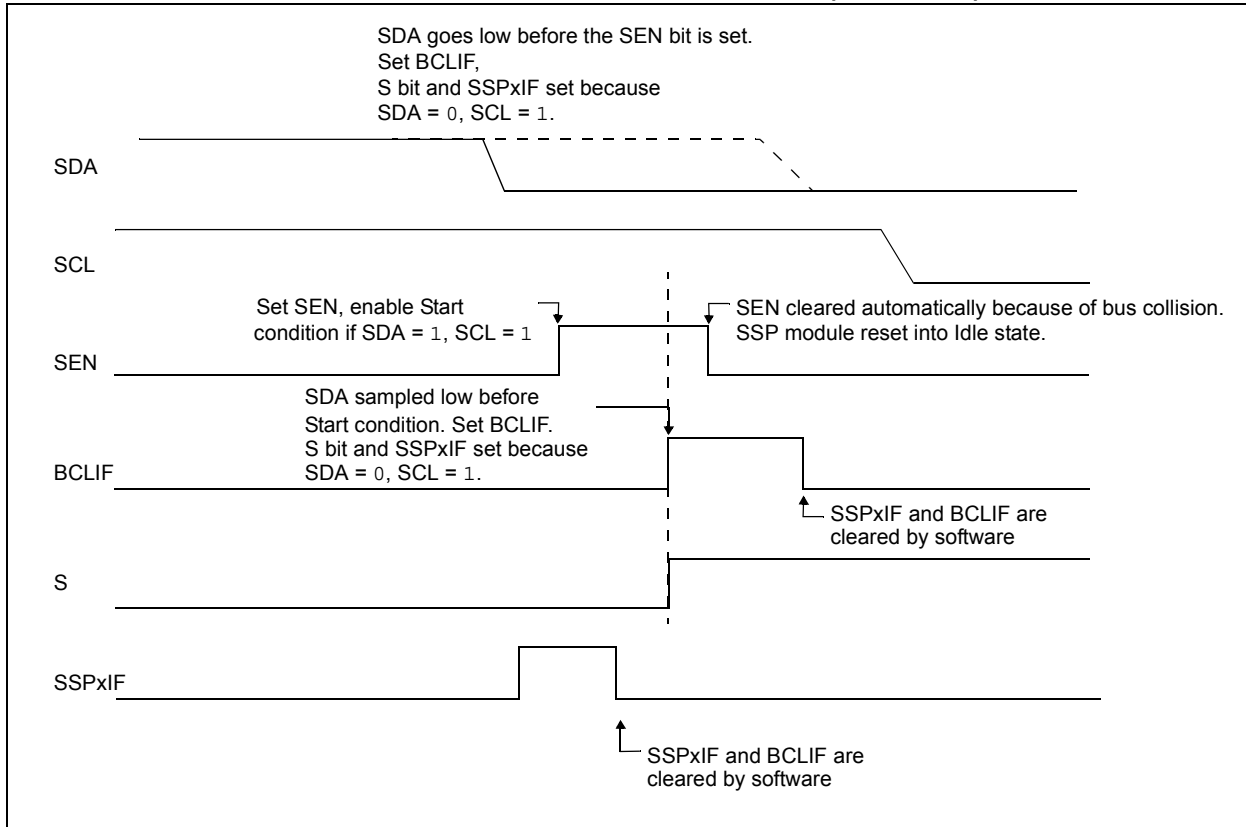 SDA goes low before the SEN bit is set.
Set BCLIF,
S bit and SSPxIF set because
SDA = 0, SCL = 1.
SDA
SCL
Set SEN, enable Start
condition if SDA = 1, SCL = 1
SEN cleared automatically because of bus collision.
SSP module reset into Idle state.
SEN
SDA sampled low before
Start condition. Set BCLIF.
S bit and SSPxIF set because
SDA = 0, SCL = 1.
BCLIF
SSPxIF and BCLIF are
cleared by software
S
SSPxIF
SSPxIF and BCLIF are
cleared by software